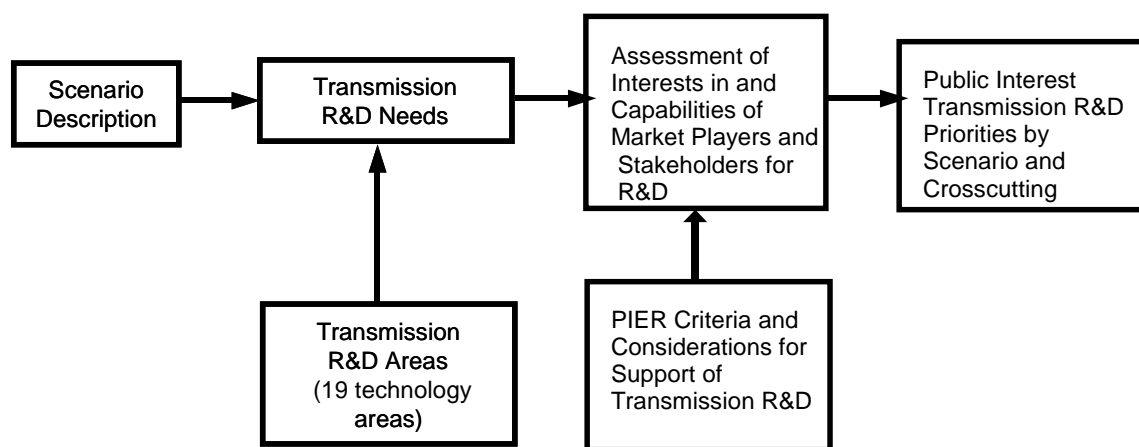 Scenario
Description
Transmission
R&D Needs
Assessment of
Interests in and
Capabilities of
Market Players and
Stakeholders for
R&D
Public Interest
Transmission R&D
Priorities by
Scenario and
Crosscutting
Transmission
R&D Areas
(19 technology
areas)
PIER Criteria and
Considerations for
Support of
Transmission R&D